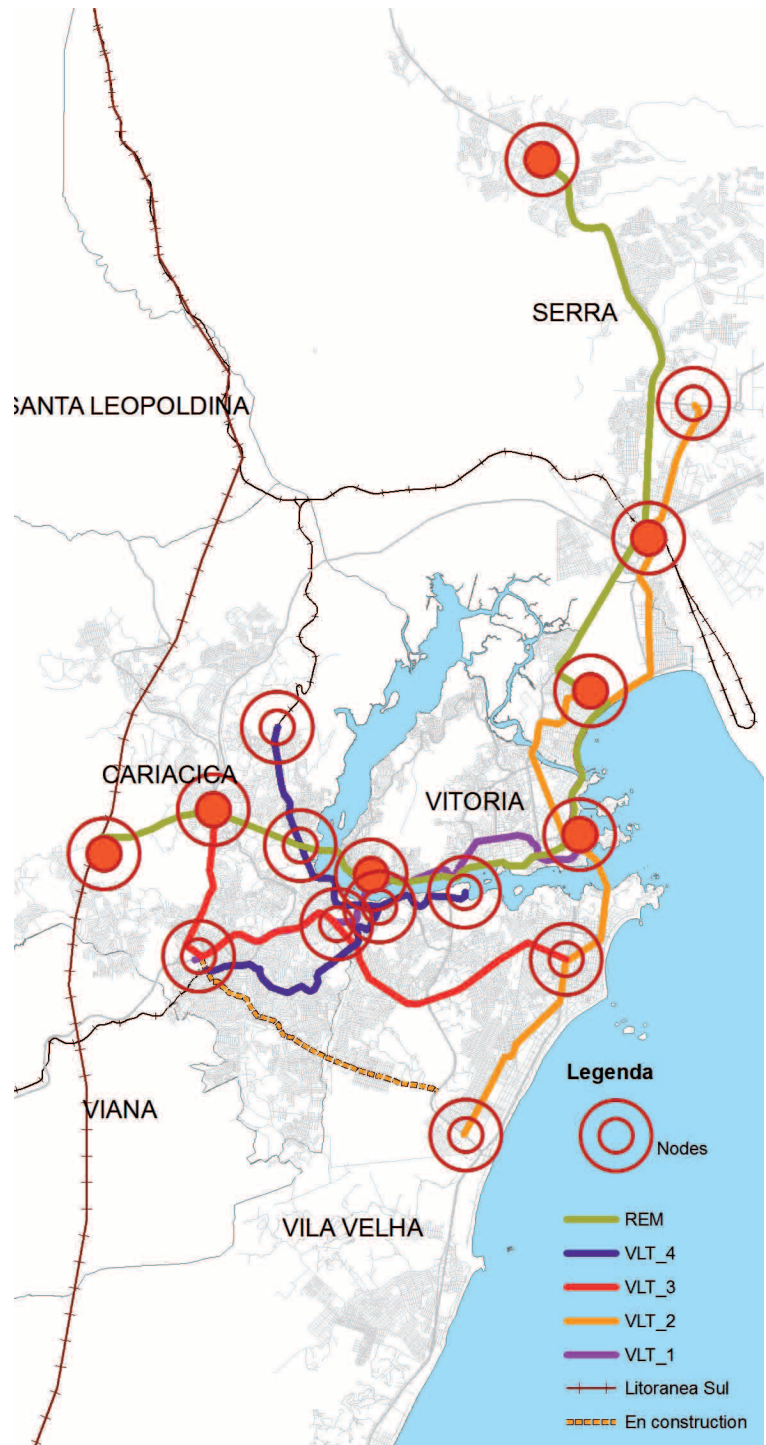 SERRA
SANTA LEOPOLDINA
CARIACICA
VITORIA
Legenda
VIANA
Nodes
VILA VELHA
REM
VLT_4
VLT_3
VLT_2
VLT_1
Litoranea Sul
En construction